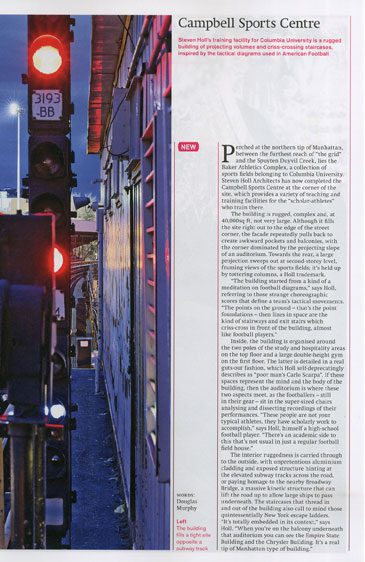 Campbell Sports Centre
Steven Holl's training facility for Columbia University is a rugged
building of projecting volumes and criss-crossing staircases,
inspired by the tactical diagrams used in American Football
3193
BB
4
NEW
Perched at the northern tip of Manhattan,
between the furthest reach of "the grid"
and the Spuyten Duyvil Creek, lies the
Baker Athletics Complex, a collection of
sports fields belonging to Columbia University.
Steven Holl Architects has now completed the
Campbell Sports Centre at the corner of the
site, which provides a variety of teaching and
training facilities for the "scholar-athletes"
who train there.
The building is rugged, complex and, at
40,000sq ft, not very large. Although it fills
the site right out to the edge of the street
corner, the facade repeatedly pulls back to
create awkward pockets and balconies, with
the corner dominated by the projecting slope
of an auditorium. Towards the rear, a large
projection sweeps out at second-storey level,
framing views of the sports fields; it's held up
by tottering columns, a Holl trademark.
"The building started from a kind of a
meditation on football diagrams," says Holl,
referring to those strange choreographic
scores that define a team's tactical movements.
"The points on the ground – that's the point
foundations – then lines in space are the
kind of stairways and exit stairs which
criss-cross in front of the building, almost
like football players."
Inside, the building is organised around
the two poles of the study and hospitality areas
on the top floor and a large double-height gym
on the first floor. The latter is detailed in a real
guts-out fashion, which Holl self-deprecatingly
describes as "poor man's Carlo Scarpa". If these
spaces represent the mind and the body of the
building, then the auditorium is where these
two aspects meet, as the footballers – still
in their gear – sit in the super-sized chairs
analysing and dissecting recordings of their
performances. "These people are not your
typical athletes, they have scholarly work to
accomplish," says Holl, himself a high-school
football player. "There's an academic side to
this that's not usual in just a regular football
field house."
The interior ruggedness is carried through
to the outside, with unpretentious aluminium
cladding and exposed structure hinting at
the elevated subway tracks across the road,
or paying homage to the nearby Broadway
Bridge, a massive kinetic structure that can
lift the road up to allow large ships to pass
underneath. The staircases that thread in
and out of the building also call to mind those
quintessentially New York escape ladders.
"It's totally embedded in its context," says
Holl. "When you're on the balcony underneath
that auditorium you can see the Empire State
Building and the Chrysler Building. It's a real
tip of Manhattan type of building."
WORDS:
Douglas
Murphy
Left
The building
fills a tight site
opposite a
subway track